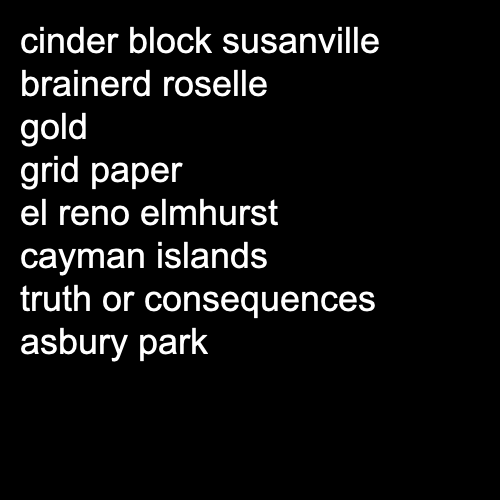 cinder block susanville
brainerd roselle
gold
grid paper
el reno elmhurst
cayman islands
truth or consequences
asbury park